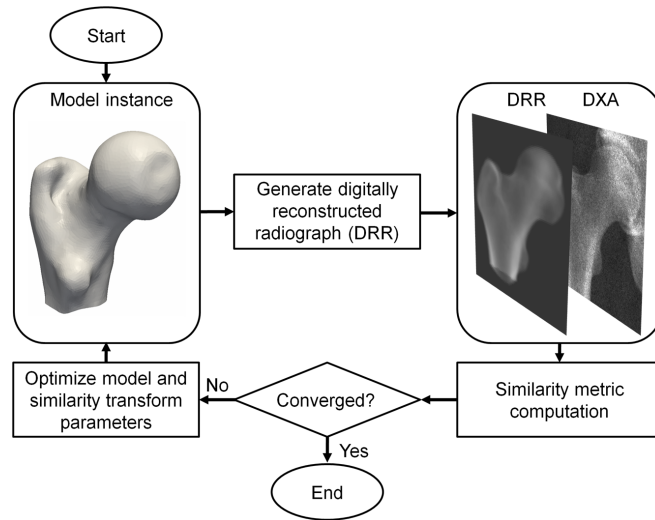 Start
Model instance
Generate digitally
reconstructed
radiograph (DRR)
DRR
DXA
Similarity metric
computation
Converged?
No
Optimize model and
similarity transform
parameters
Yes
End